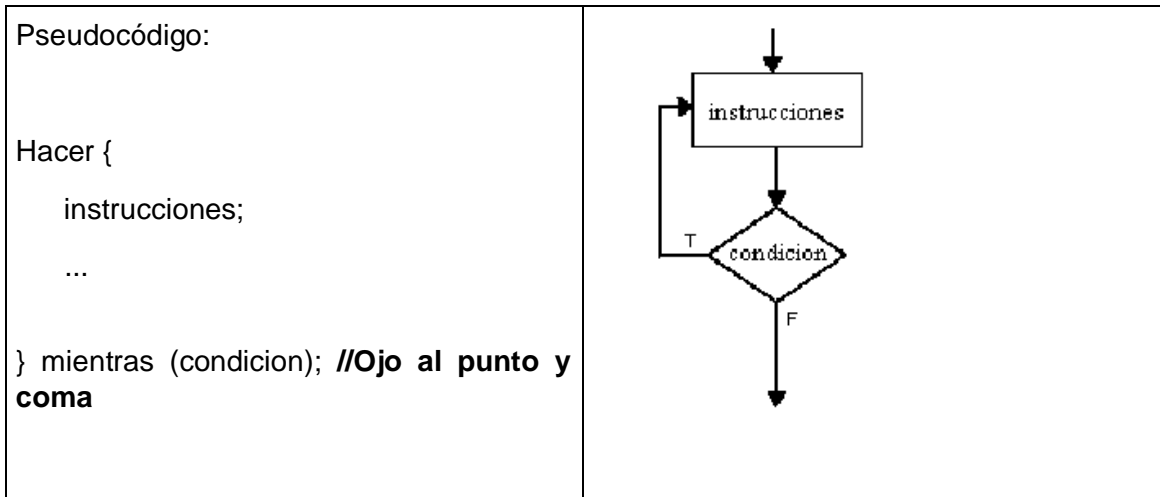 Pseudocódigo:
Hacer {
instrucciones;
...
} mientras (condicion); //Ojo al punto y
coma
instrucciones
T
condicion
F